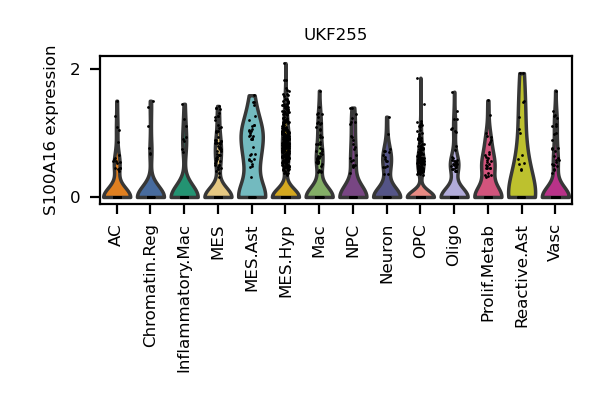 UKF255
S100A16 expression
2
0
AC
Chromatin.Reg
Inflammatory.Mac
MES
MES.Ast
MES.Hyp
Mac
NPC
Neuron
OPC
Oligo
Prolif.Metab
Reactive.Ast
Vasc